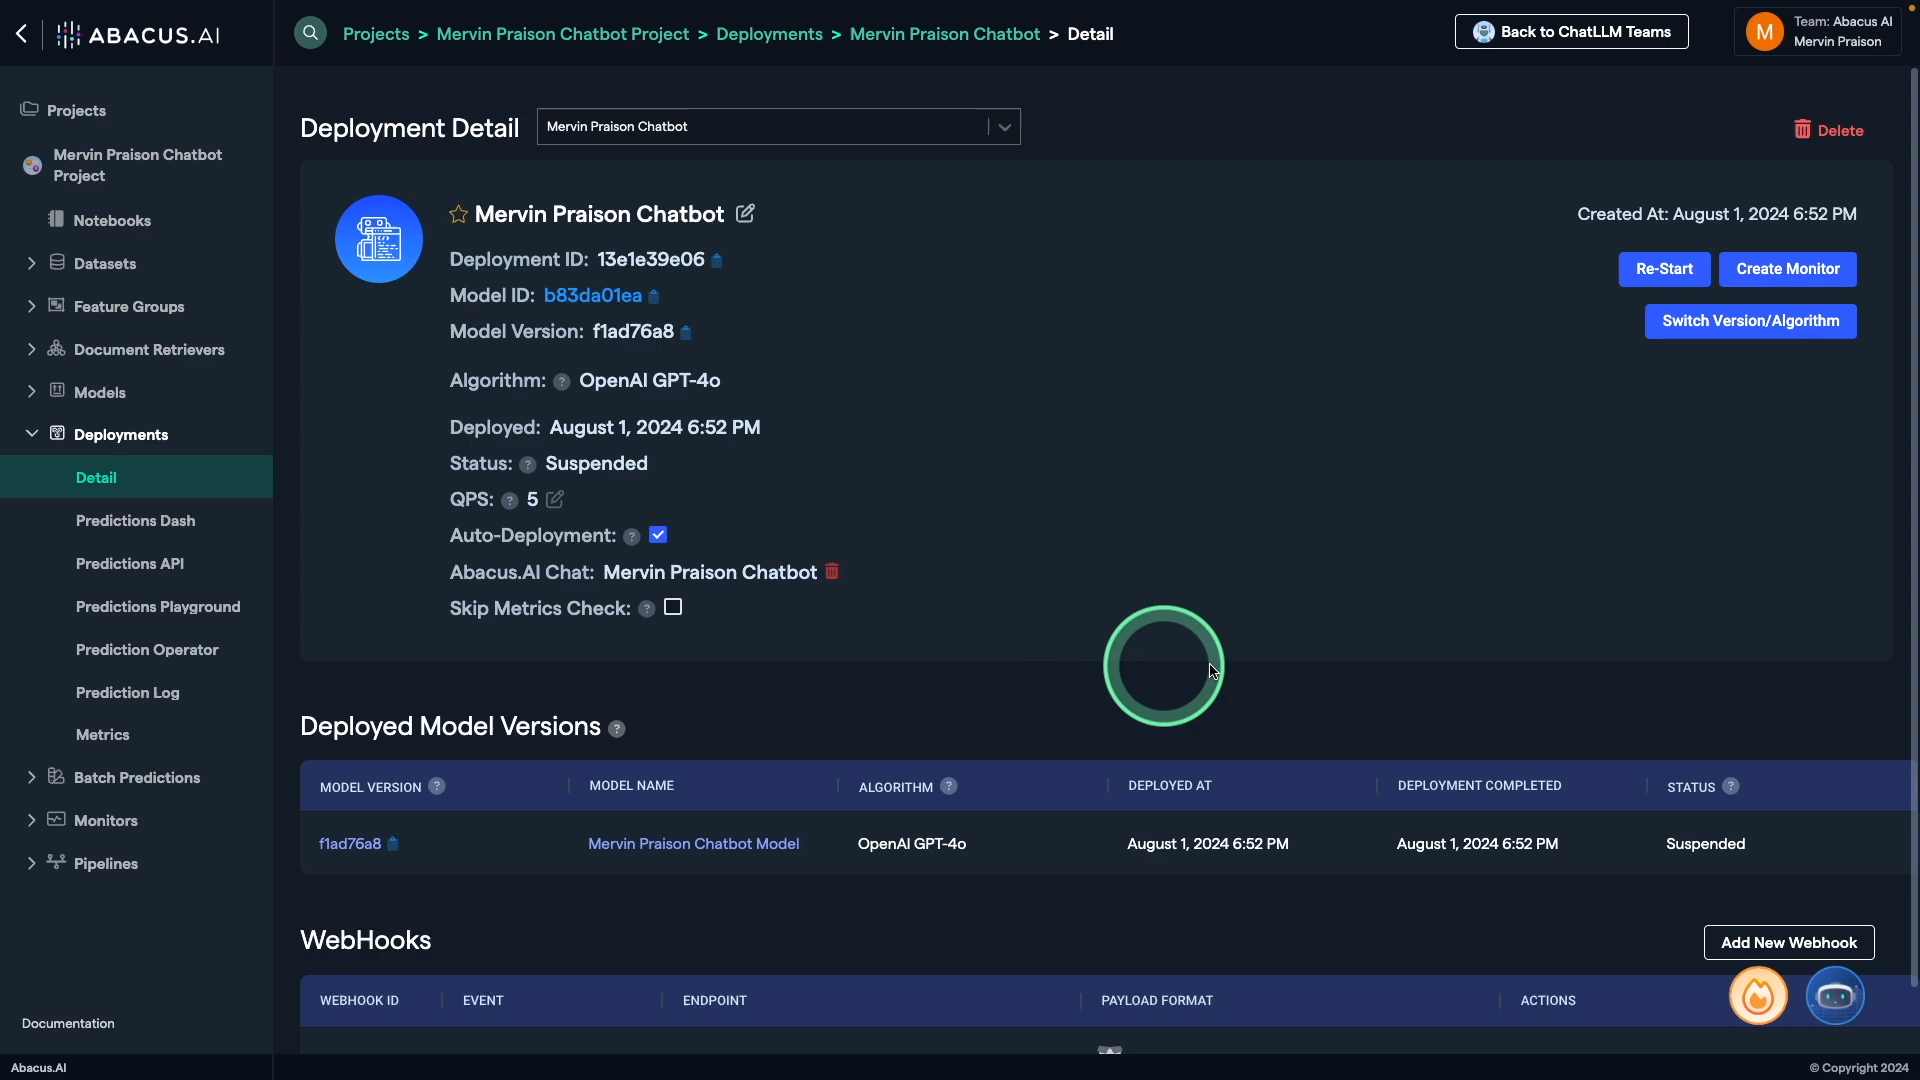 ABACUS.AI
Projects > Mervin Praison Chatbot Project > Deployments > Mervin Praison Chatbot > Detail
Back to ChatLLM Teams
M
Team: Abacus AI
Mervin Praison
Projects
Mervin Praison Chatbot
Project
Notebooks
Datasets
Feature Groups
Document Retrievers
Models
Deployments
Detail
Predictions Dash
Predictions API
Predictions Playground
Prediction Operator
Prediction Log
Metrics
Batch Predictions
Monitors
Pipelines
Documentation
Abacus.AI
Deployment Detail
Mervin Praison Chatbot
Delete
Mervin Praison Chatbot
Created At: August 1, 2024 6:52 PM
Deployment ID: 13e1e39e06
Re-Start
Create Monitor
Model ID: b83da01ea
Switch Version/Algorithm
Model Version: f1ad76a8
Algorithm: ? OpenAI GPT-4o
Deployed: August 1, 2024 6:52 PM
Status: ? Suspended
QPS: ? 5
Auto-Deployment: ?
Abacus.AI Chat: Mervin Praison Chatbot
Skip Metrics Check: ?
Deployed Model Versions ?
MODEL VERSION ? MODEL NAME ALGORITHM ? DEPLOYED AT DEPLOYMENT COMPLETED STATUS ?
f1ad76a8 Mervin Praison Chatbot Model OpenAI GPT-4o August 1, 2024 6:52 PM August 1, 2024 6:52 PM Suspended
WebHooks
Add New Webhook
WEBHOOK ID EVENT ENDPOINT PAYLOAD FORMAT ACTIONS
© Copyright 2024